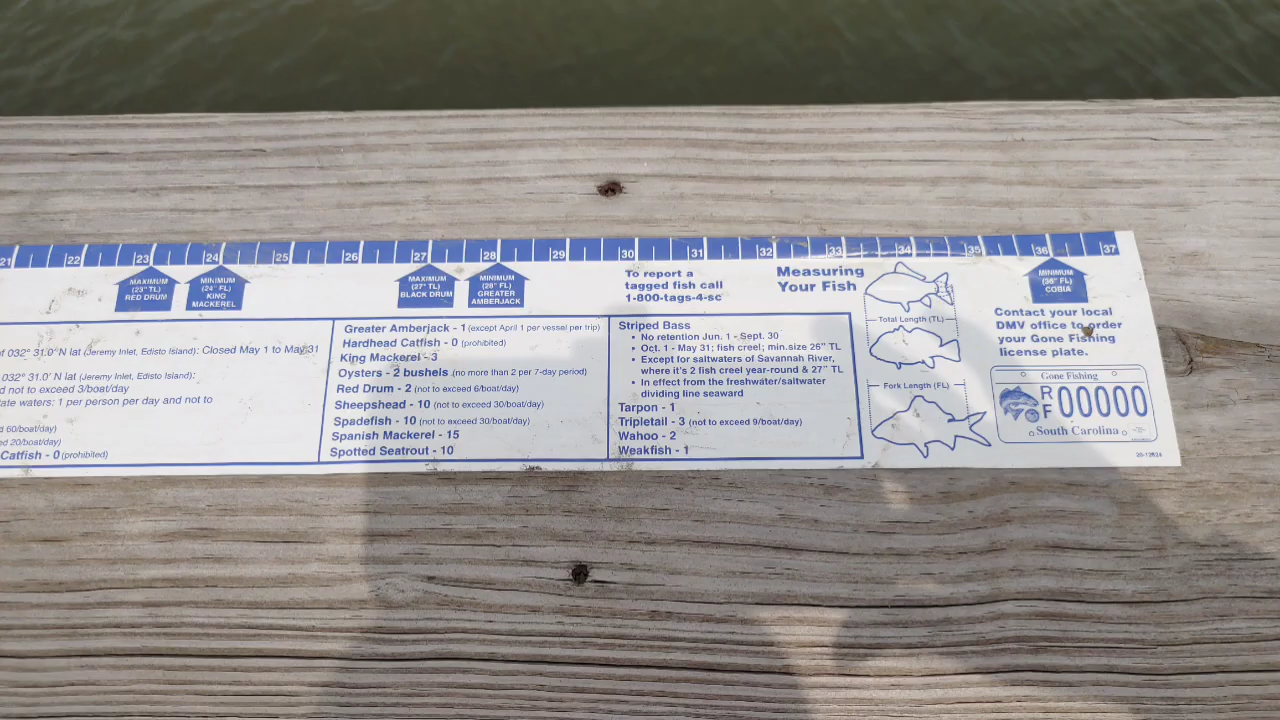 21 22 23 24 25 26 27 28 29 30 31 32 33 34 35 36 37
MAXIMUM
(23" TL)
RED DRUM
MINIMUM
(24" FL)
KING
MACKEREL
MAXIMUM
(27" TL)
BLACK DRUM
MINIMUM
(28" FL)
GREATER
AMBERJACK
To report a
tagged fish call
1-800-tags-4-sc
Measuring
Your Fish
MINIMUM
(36" FL)
COBIA
of 032° 31.0' N lat (Jeremy Inlet, Edisto Island): Closed May 1 to May 31
032° 31.0' N lat (Jeremy Inlet, Edisto Island):
d not to exceed 3/boat/day
ate waters: 1 per person per day and not to
d 60/boat/day)
ed 20/boat/day)
Catfish - 0 (prohibited)
Greater Amberjack - 1 (except April 1 per vessel per trip)
Hardhead Catfish - 0 (prohibited)
King Mackerel - 3
Oysters - 2 bushels (no more than 2 per 7-day period)
Red Drum - 2 (not to exceed 6/boat/day)
Sheepshead - 10 (not to exceed 30/boat/day)
Spadefish - 10 (not to exceed 30/boat/day)
Spanish Mackerel - 15
Spotted Seatrout - 10
Striped Bass
• No retention Jun. 1 - Sept. 30
• Oct. 1 - May 31; fish creel; min.size 26" TL
• Except for saltwaters of Savannah River,
where it's 2 fish creel year-round & 27" TL
• In effect from the freshwater/saltwater
dividing line seaward
Tarpon - 1
Tripletail - 3 (not to exceed 9/boat/day)
Wahoo - 2
Weakfish - 1
Total Length (TL)
Fork Length (FL)
Contact your local
DMV office to order
your Gone Fishing
license plate.
Gone Fishing
RF 00000
South Carolina